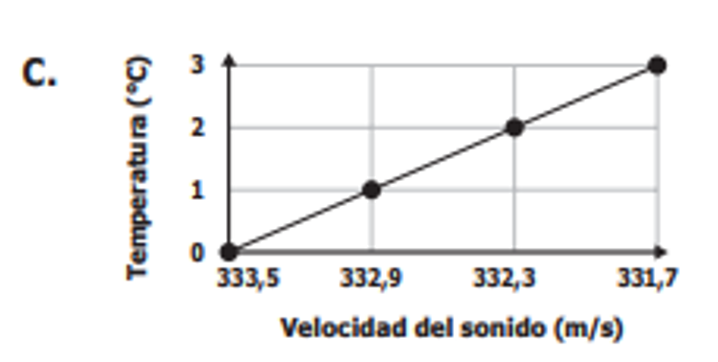 C.
Temperatura (°C)
3
2
1
0
333,5 332,9 332,3 331,7
Velocidad del sonido (m/s)